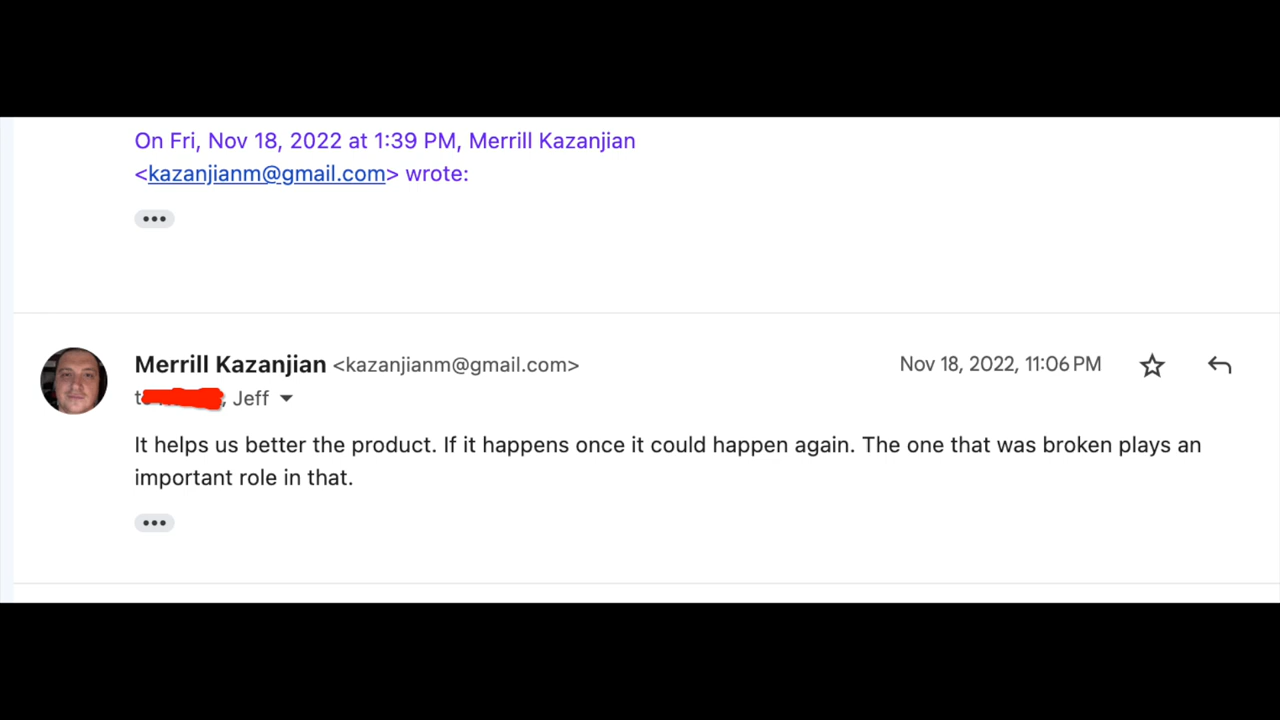 On Fri, Nov 18, 2022 at 1:39 PM, Merrill Kazanjian
<kazanjianm@gmail.com> wrote:
Merrill Kazanjian <kazanjianm@gmail.com> Nov 18, 2022, 11:06 PM
, Jeff
It helps us better the product. If it happens once it could happen again. The one that was broken plays an
important role in that.